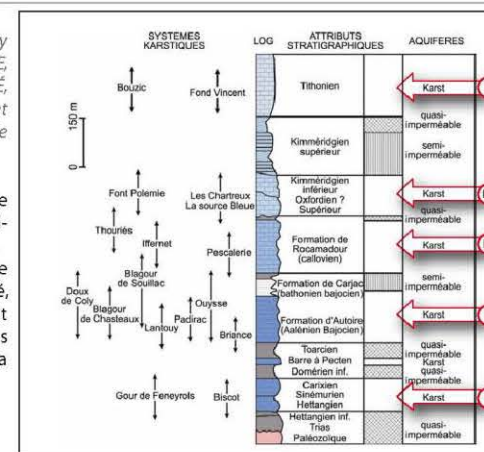 SYSTEMES
KARSTIQUES
LOG
ATTRIBUTS
STRATIGRAPHIQUES
AQUIFERES
150 m
0
Bouzic
Fond Vincent
Font Polemie
Les Chartreux
La source Bleue
Thouriès
Iffernet
Pescalerie
Blagour
de Souillac
Doux
de Coly
Ouysse
Blagour
de Chasteaux
Padirac
Lantouy
Briance
Gour de Feneyrols
Biscot
Tithonien
Kimméridgien
supérieur
Kimméridgien
inférieur
Oxfordien ?
Supérieur
Formation de
Rocamadour
(callovien)
Formation de Carjac
(bathonien bajocien)
Formation d'Autoire
(Aalénien Bajocien)
Toarcien
Barre à Pecten
Domérien inf.
Carixien
Sinémurien
Hettangien
Hettangien inf.
Trias
Paléozoïque
Karst
quasi-
imperméable
semi-
imperméable
Karst
quasi-
imperméable
Karst
semi-
imperméable
Karst
quasi-
imperméable
Karst
quasi-
imperméable
Karst
quasi-
imperméable